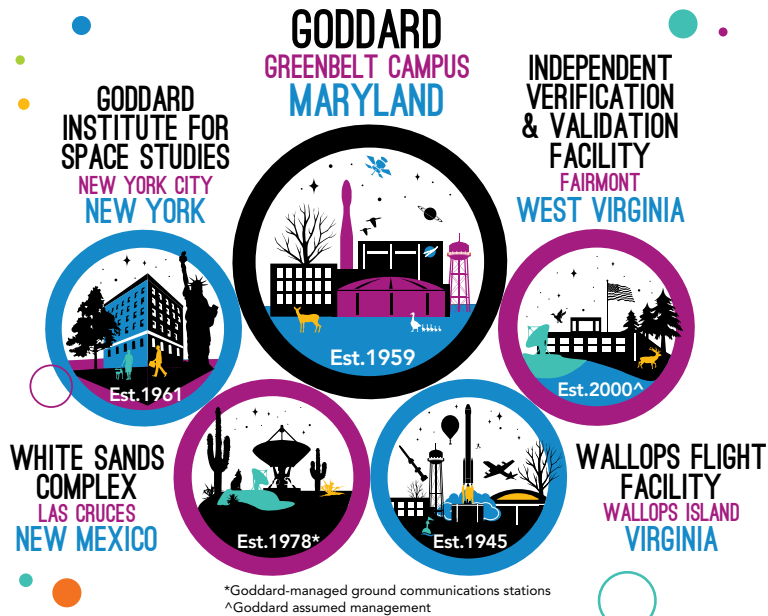 GODDARD
GREENBELT CAMPUS
MARYLAND
Est.1959
GODDARD
INSTITUTE FOR
SPACE STUDIES
NEW YORK CITY
NEW YORK
Est.1961
INDEPENDENT
VERIFICATION
& VALIDATION
FACILITY
FAIRMONT
WEST VIRGINIA
Est.2000^
WHITE SANDS
COMPLEX
LAS CRUCES
NEW MEXICO
Est.1978*
Est.1945
WALLOPS FLIGHT
FACILITY
WALLOPS ISLAND
VIRGINIA
*Goddard-managed ground communications stations
^Goddard assumed management